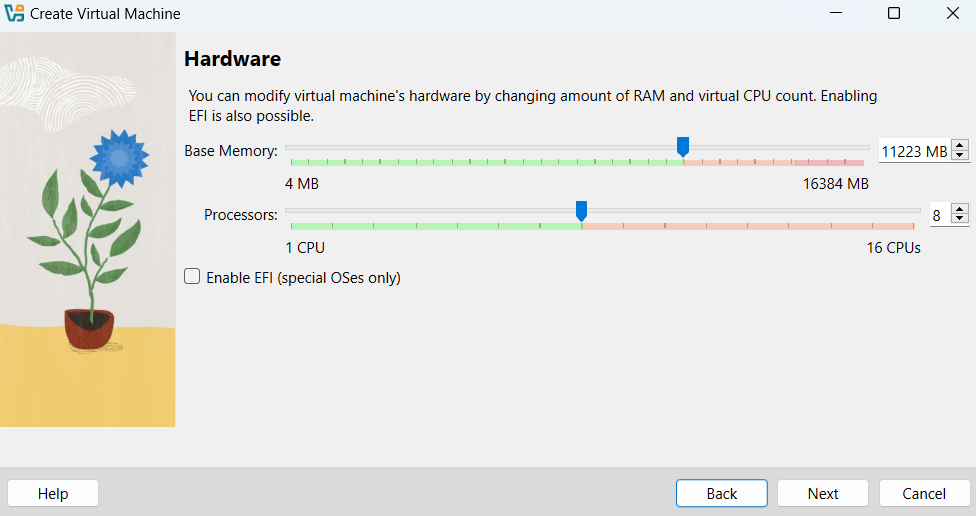 Create Virtual Machine
Hardware
You can modify virtual machine's hardware by changing amount of RAM and virtual CPU count. Enabling
EFI is also possible.
Base Memory: 11223 MB
4 MB 16384 MB
Processors: 8
1 CPU 16 CPUs
Enable EFI (special OSes only)
Help Back Next Cancel